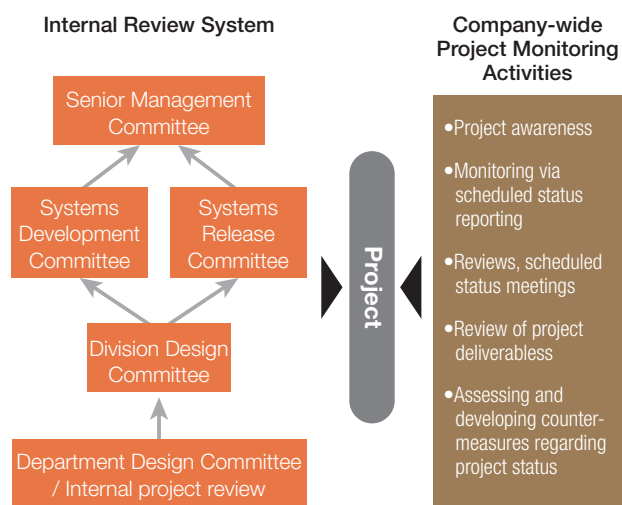 Internal Review System
Senior Management
Committee
Systems
Development
Committee
Systems
Release
Committee
Division Design
Committee
Department Design Committee
/ Internal project review
Project
Company-wide
Project Monitoring
Activities
•Project awareness
•Monitoring via
scheduled status
reporting
•Reviews, scheduled
status meetings
•Review of project
deliverabless
•Assessing and
developing counter-
measures regarding
project status